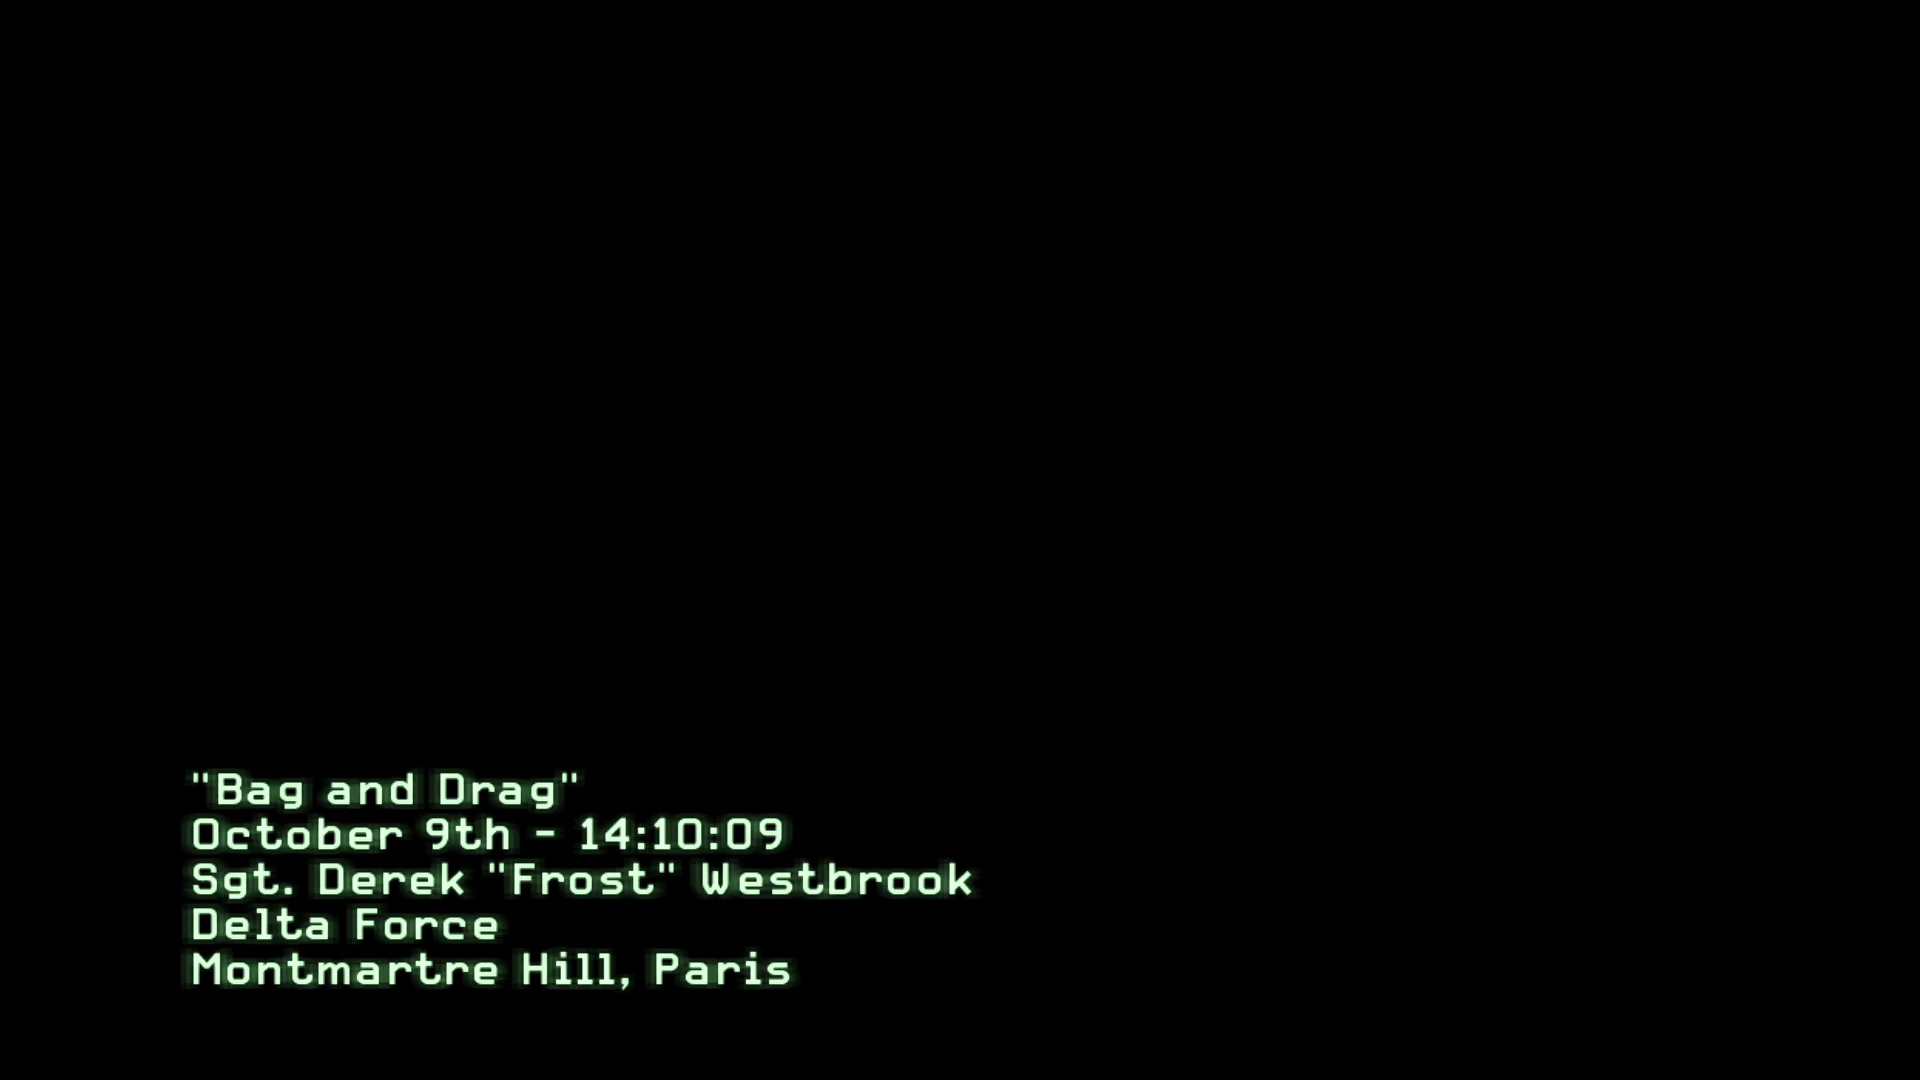 "Bag and Drag"
October 9th - 14:10:09
Sgt. Derek "Frost" Westbrook
Delta Force
Montmartre Hill, Paris